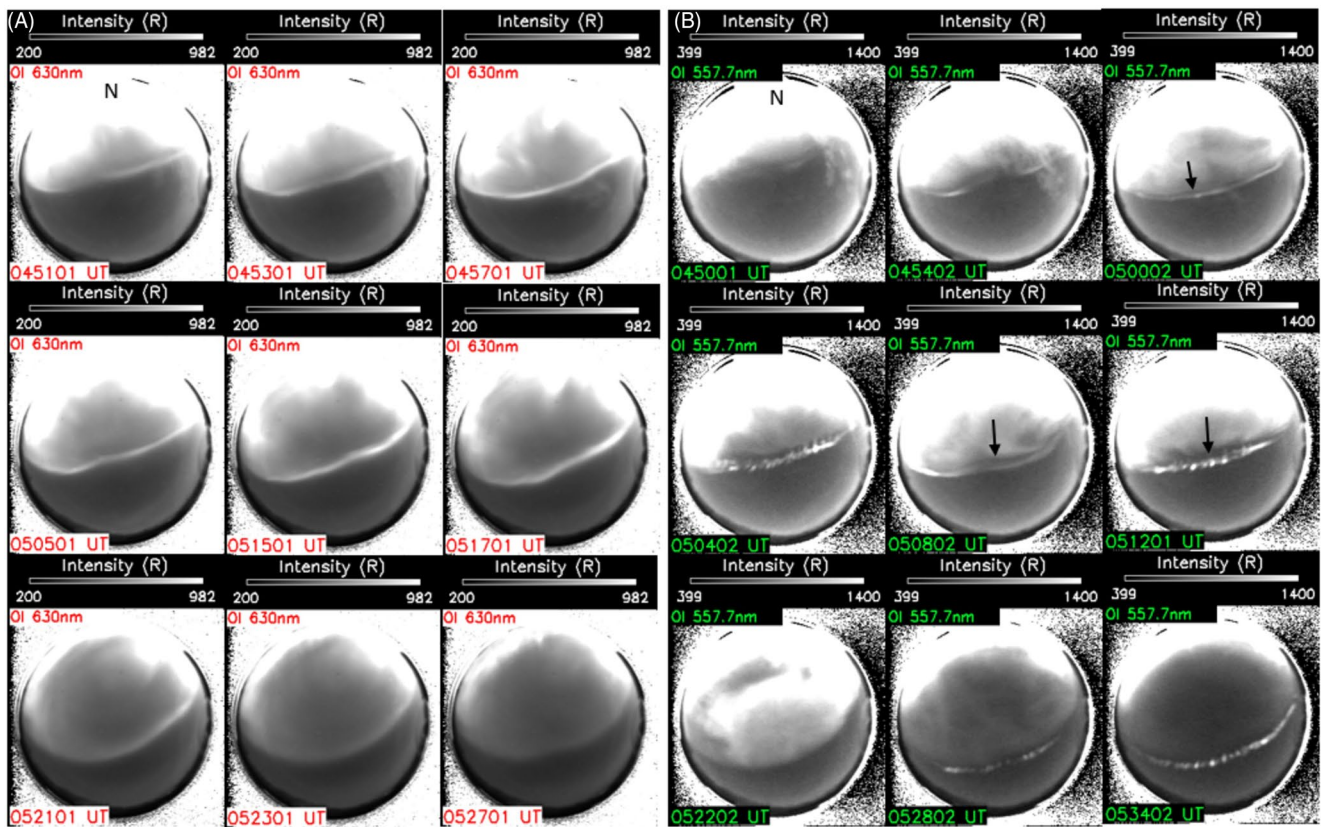 (A) Intensity (R) Intensity (R) Intensity (R) (B) Intensity (R) Intensity (R) Intensity (R)
200 982 200 982 200 982 399 1400 399 1400 399 1400
OI 630nm OI 630nm OI 630nm OI 557.7nm OI 557.7nm OI 557.7nm
N N
045101 UT 045301 UT 045701 UT 045001 UT 045402 UT 050002 UT
Intensity (R) Intensity (R) Intensity (R) Intensity (R) Intensity (R) Intensity (R)
200 982 200 982 200 982 399 1400 399 1400 399 1400
OI 630nm OI 630nm OI 630nm OI 557.7nm OI 557.7nm OI 557.7nm
050501 UT 051501 UT 051701 UT 050402 UT 050802 UT 051201 UT
Intensity (R) Intensity (R) Intensity (R) Intensity (R) Intensity (R) Intensity (R)
200 982 200 982 200 982 399 1400 399 1400 399 1400
OI 630nm OI 630nm OI 630nm OI 557.7nm OI 557.7nm OI 557.7nm
052101 UT 052301 UT 052701 UT 052202 UT 052802 UT 053402 UT